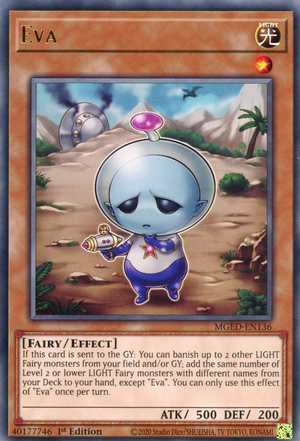 EVA
LIGHT
光
MGED-EN136
[FAIRY/EFFECT]
If this card is sent to the GY: You can banish up to 2 other LIGHT
Fairy monsters from your field and/or GY; add the same number of
Level 2 or lower LIGHT Fairy monsters with different names from
your Deck to your hand, except "Eva". You can only use this effect
of "Eva" once per turn.
ATK/ 500 DEF/ 200
40177746 1st Edition ©2020 Studio Dice/SHUEISHA, TV TOKYO, KONAMI